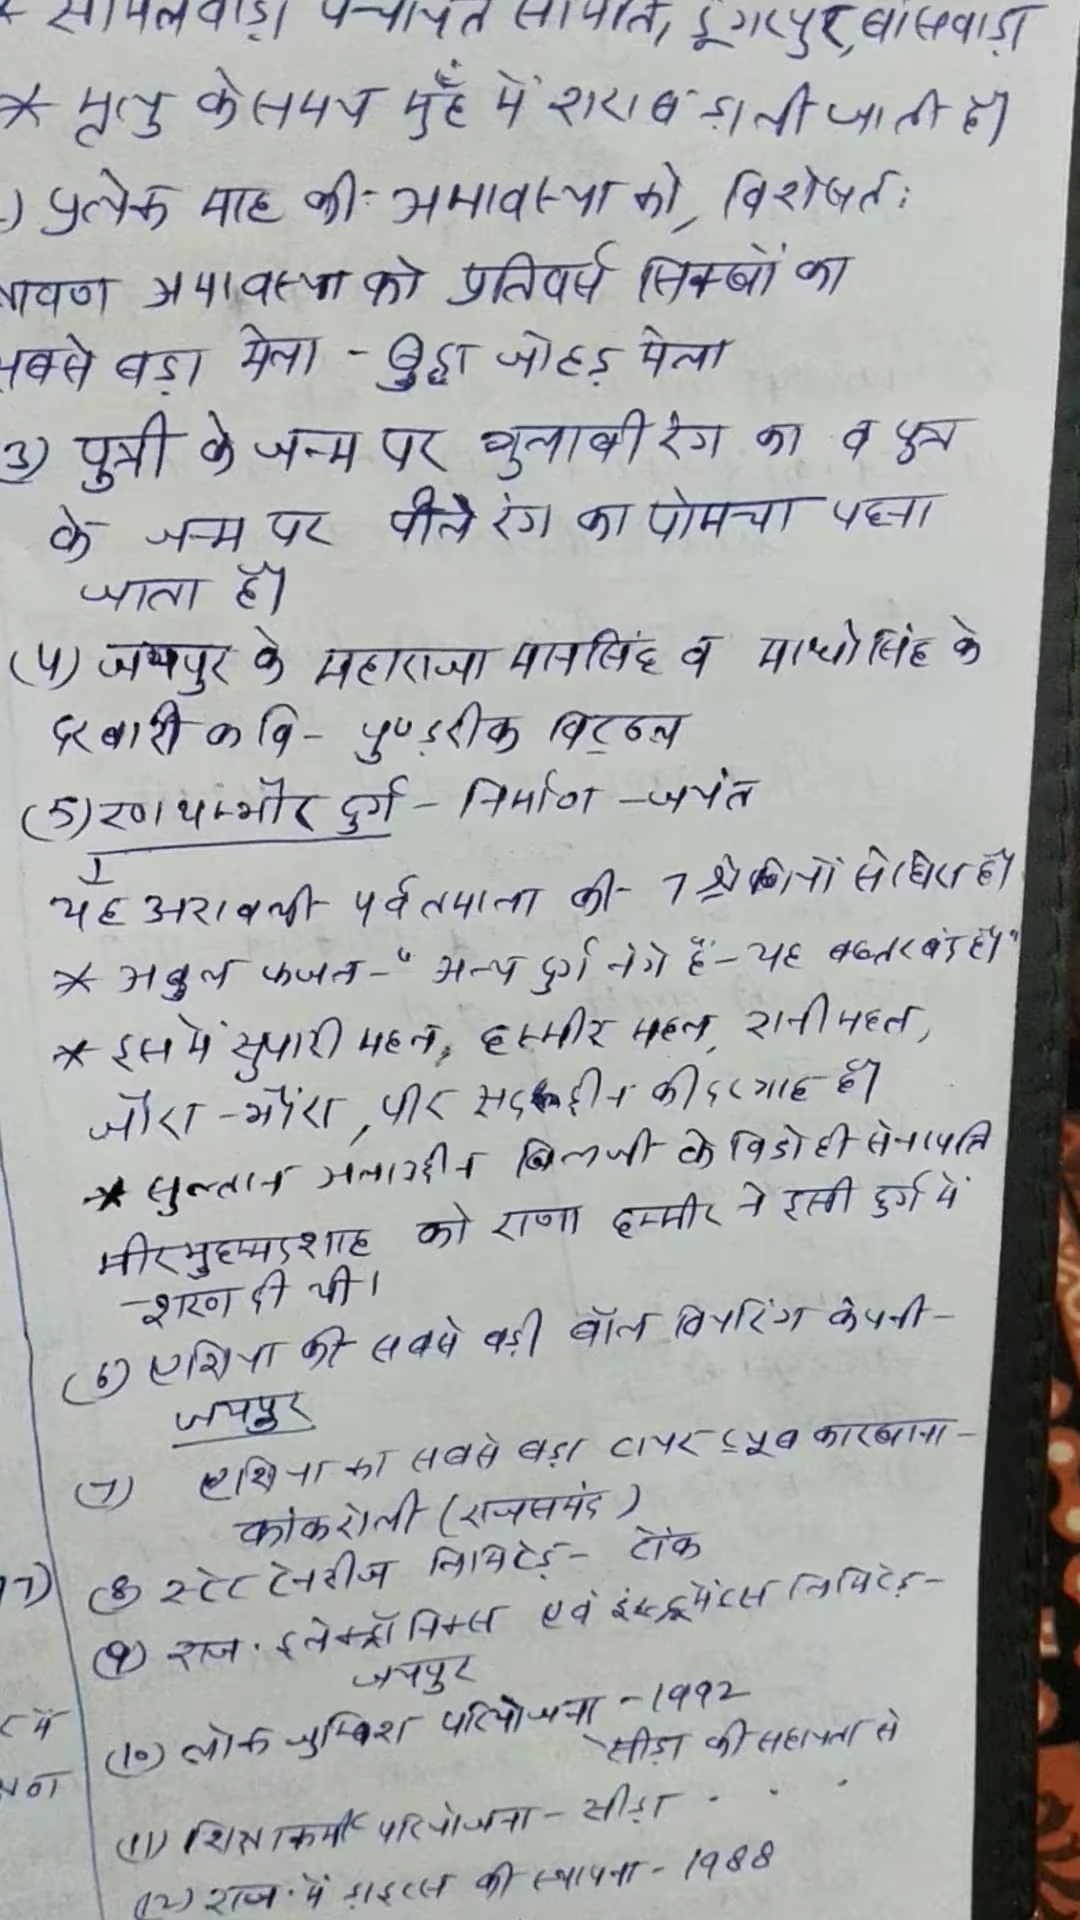 सामलवाड़ा पंचायत समिति, डूंगरपुर, बांसवाड़ा
* मृत्यु के समय मुँह में शराब डाली जाती है।
प्रत्येक माह की अमावस्या को, विशेषतः
श्रावण अमावस्या को प्रतिवर्ष सिक्खों का
सबसे बड़ा मेला - बुड्ढा जोहड़ मेला
3) पुत्री के जन्म पर गुलाबी रंग का व पुत्र
के जन्म पर पीले रंग का पोमचा पहना
जाता है।
(4) जयपुर के महाराजा मानसिंह व माधोसिंह के
दरबारी कवि - पुण्डरीक विट्ठल
(5) रणथम्भौर दुर्ग - निर्माण - जयंत
यह अरावली पर्वतमाला की 7 श्रेणियों से घिरा है।
* अबुल फजल - "अन्य दुर्ग नंगे हैं - यह बख्तरबंद है।"
* इसमें सुपारी महल, हम्मीर महल, रानी महल,
जौरा-भौंरा, पीर सदरुद्दीन की दरगाह है।
* सुल्तान अलाउद्दीन खिलजी के विद्रोही सेनापति
मीर मुहम्मद शाह को राणा हम्मीर ने इसी दुर्ग में
शरण दी थी।
(6) एशिया की सबसे बड़ी बॉल बियरिंग कंपनी -
जयपुर
(7) एशिया का सबसे बड़ा टायर ट्यूब कारखाना -
कांकरोली (राजसमंद)
(8) स्टेट टेनरीज लिमिटेड - टोंक
(9) राज. इलेक्ट्रॉनिक्स एवं इंस्ट्रूमेंट्स लिमिटेड -
जयपुर
(10) लोक जुम्बिश परियोजना - 1992
सीडा की सहायता से
(11) शिक्षाकर्मी परियोजना - सीडा
(12) राज. में डाइट्स की स्थापना - 1988